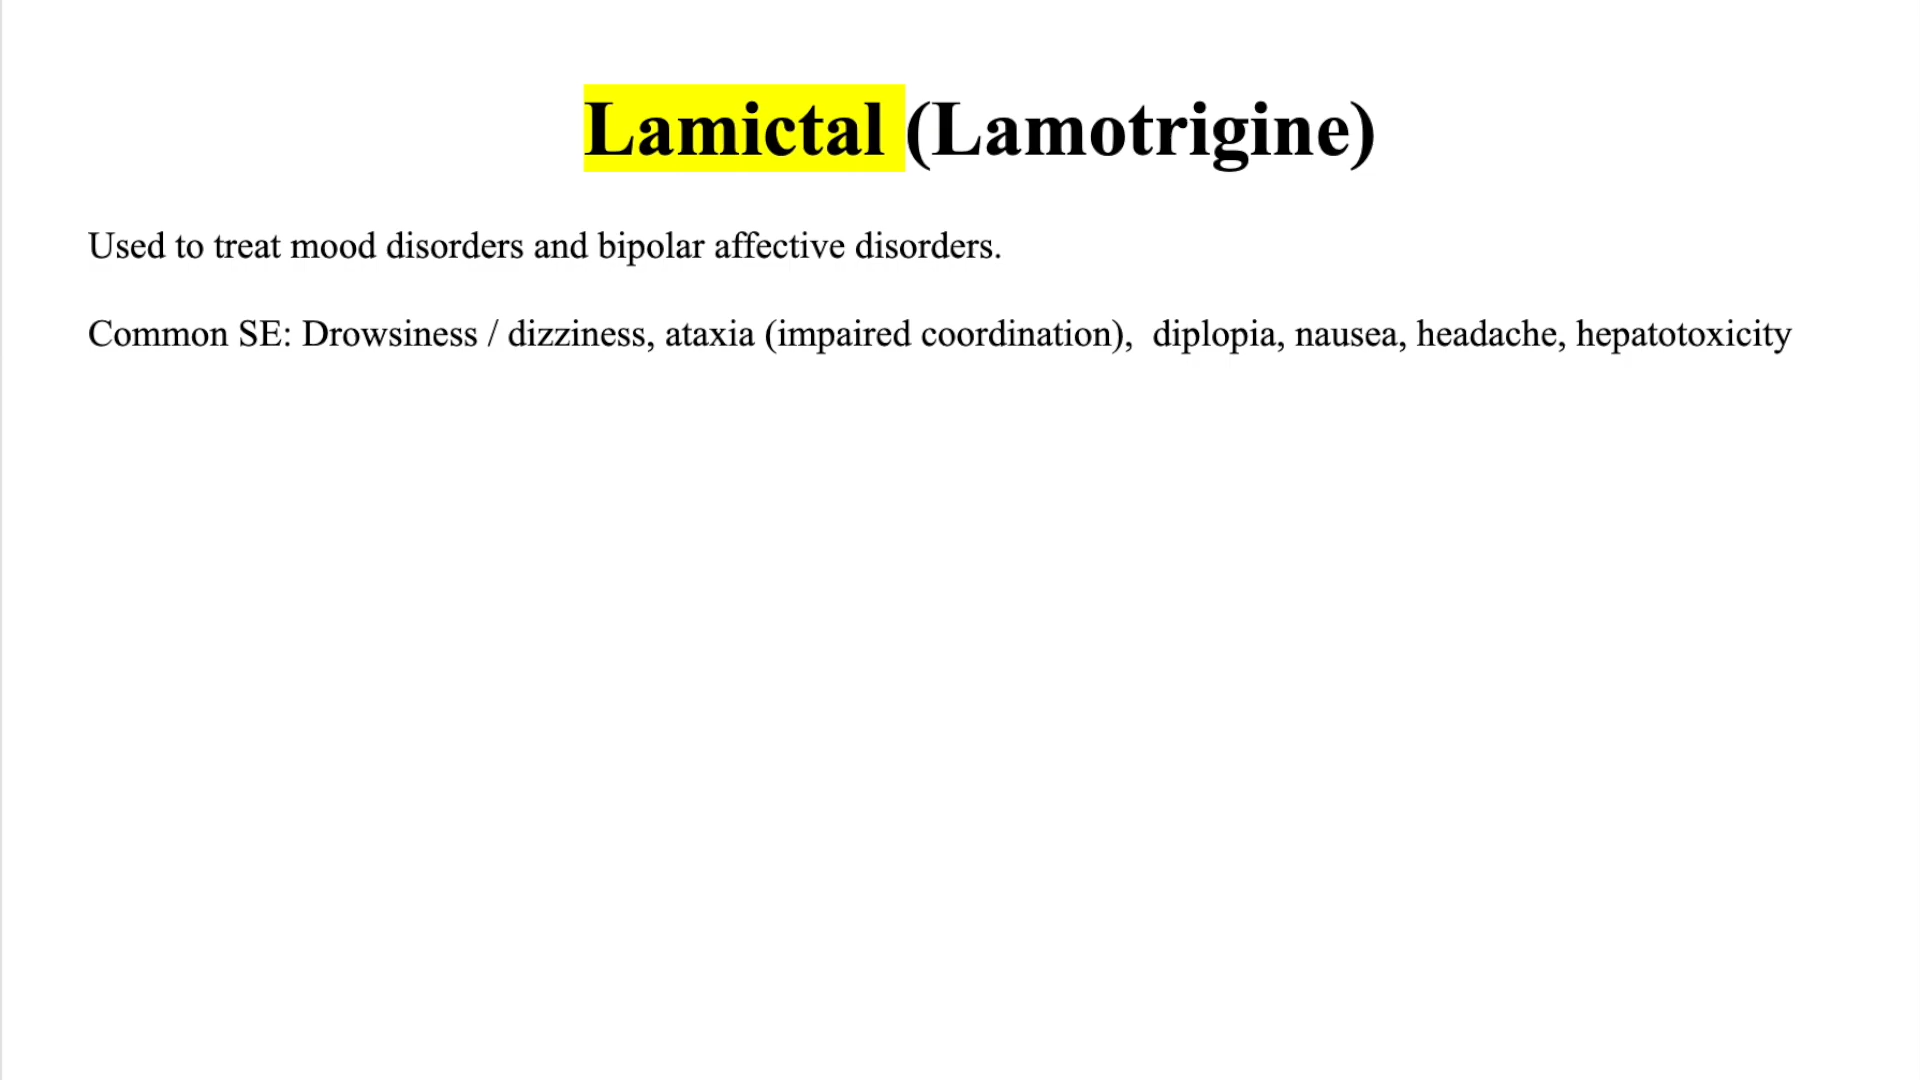 Lamictal (Lamotrigine)
Used to treat mood disorders and bipolar affective disorders.
Common SE: Drowsiness / dizziness, ataxia (impaired coordination),  diplopia, nausea, headache, hepatotoxicity